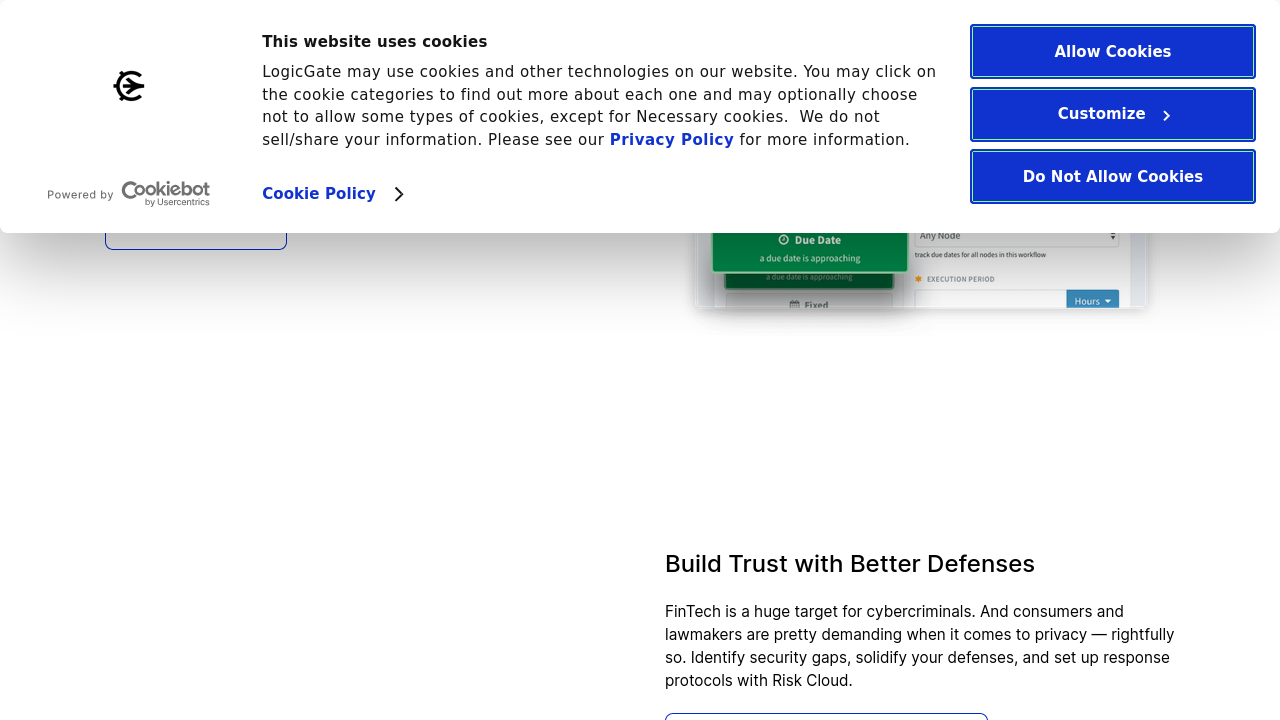 This website uses cookies
LogicGate may use cookies and other technologies on our website. You may click on
the cookie categories to find out more about each one and may optionally choose
not to allow some types of cookies, except for Necessary cookies.  We do not
sell/share your information. Please see our Privacy Policy for more information.
Cookie Policy
Allow Cookies
Customize
Do Not Allow Cookies
Powered by Cookiebot
by Usercentrics
Due Date
a due date is approaching
a due date is approaching
Fixed
Any Node
track due dates for all nodes in this workflow
EXECUTION PERIOD
Hours
Build Trust with Better Defenses
FinTech is a huge target for cybercriminals. And consumers and
lawmakers are pretty demanding when it comes to privacy — rightfully
so. Identify security gaps, solidify your defenses, and set up response
protocols with Risk Cloud.